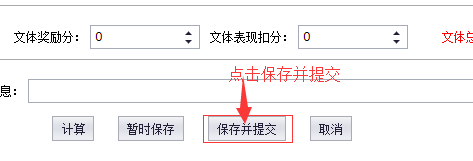 文体奖励分： 0 文体表现扣分： 0 文体总
点击保存并提交
息：
计算 暂时保存 保存并提交 取消